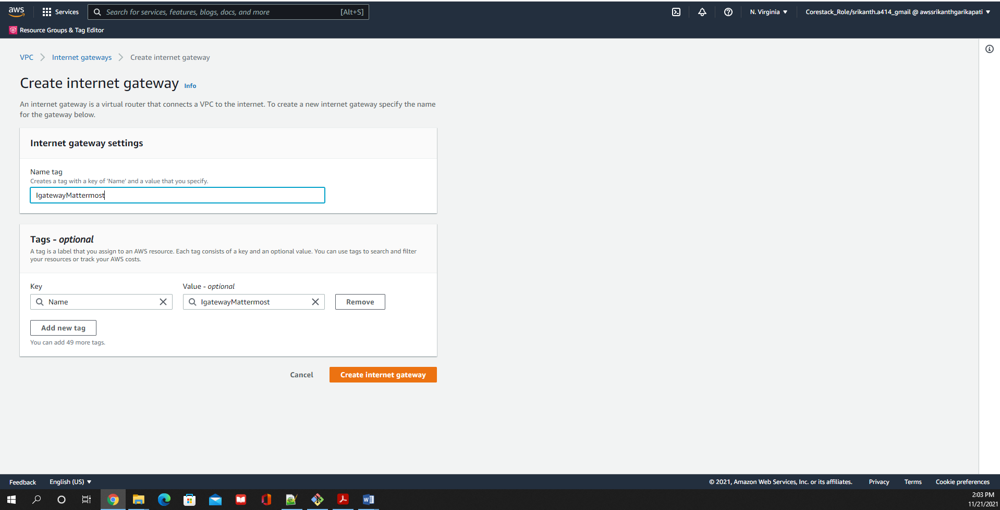 aws
Services
Search for services, features, blogs, docs, and more
[Alt+S]
N. Virginia
Corestack_Role/srikanth.a414_gmail @ awssrikanthgarikapati
Resource Groups & Tag Editor
VPC
Internet gateways
Create internet gateway
Create internet gateway
Info
An internet gateway is a virtual router that connects a VPC to the internet. To create a new internet gateway specify the name
for the gateway below.
Internet gateway settings
Name tag
Creates a tag with a key of 'Name' and a value that you specify.
IgatewayMattermost
Tags - optional
A tag is a label that you assign to an AWS resource. Each tag consists of a key and an optional value. You can use tags to search and filter
your resources or track your AWS costs.
Key
Value - optional
Name
IgatewayMattermost
Remove
Add new tag
You can add 49 more tags.
Cancel
Create internet gateway
Feedback
English (US)
© 2021, Amazon Web Services, Inc. or its affiliates.
Privacy
Terms
Cookie preferences
2:03 PM
11/21/2021